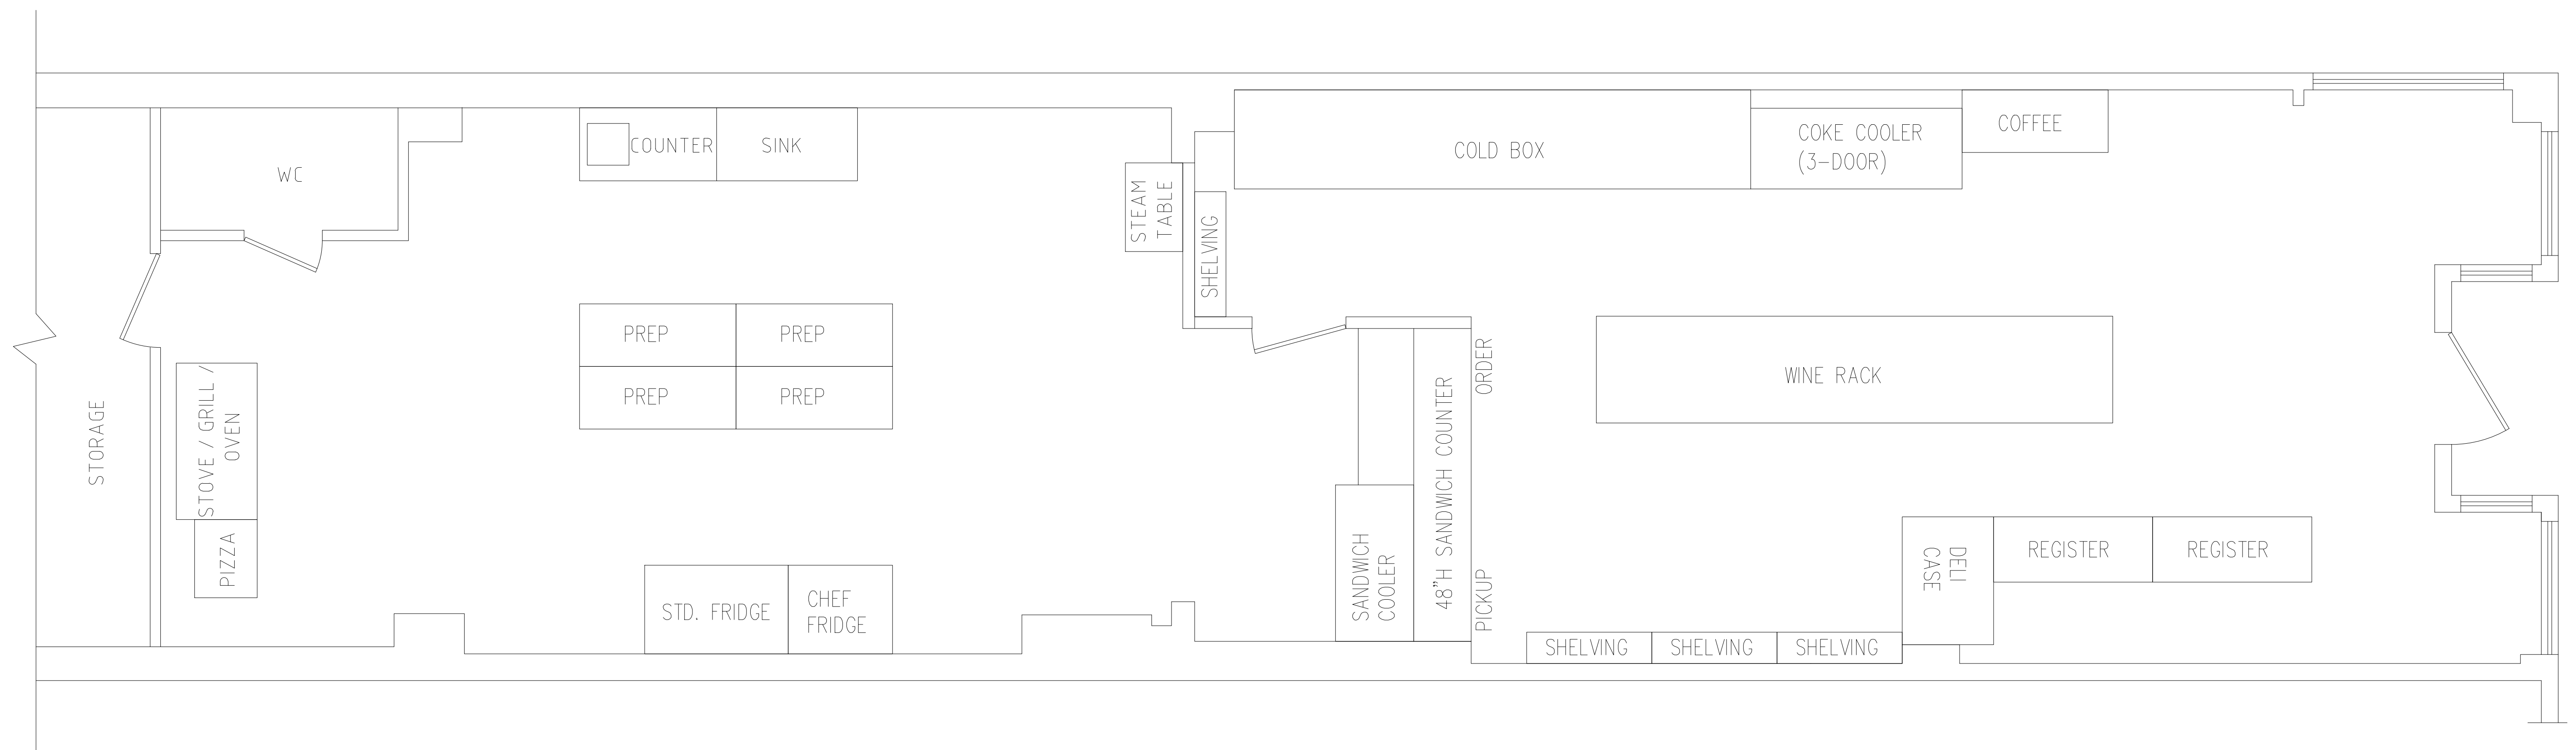 WC
COUNTER
SINK
STEAM
TABLE
SHELVING
COLD BOX
COKE COOLER
(3-DOOR)
COFFEE
STORAGE
STOVE / GRILL /
OVEN
PIZZA
PREP
PREP
PREP
PREP
STD. FRIDGE
CHEF
FRIDGE
SANDWICH
COOLER
48"H SANDWICH COUNTER
ORDER
PICKUP
WINE RACK
DELI
CASE
REGISTER
REGISTER
SHELVING
SHELVING
SHELVING